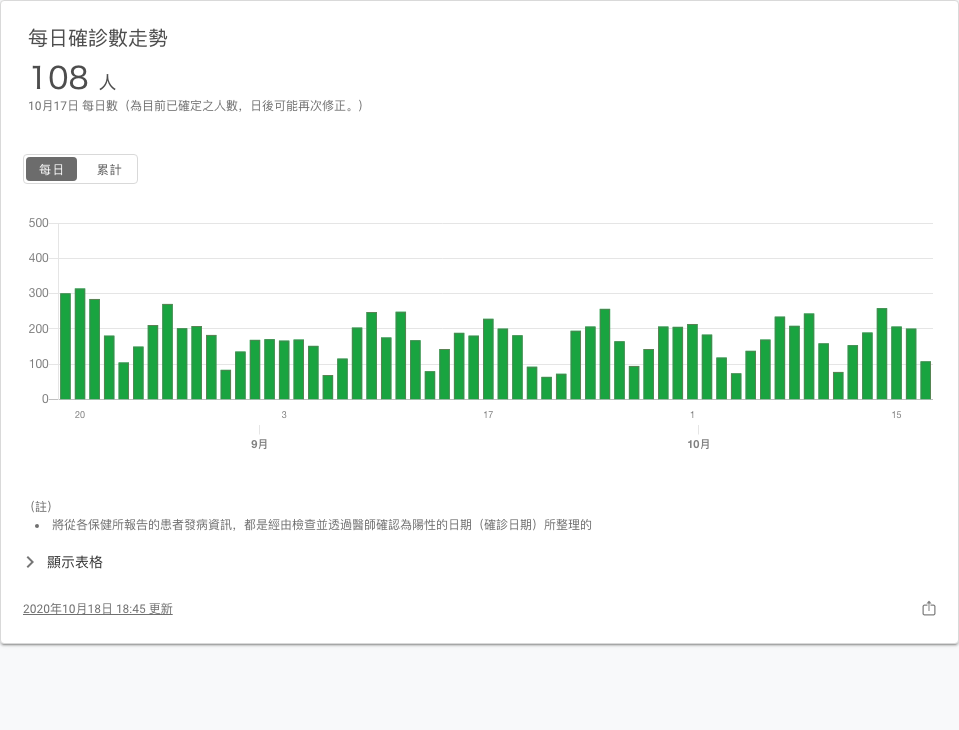 每日確診數走勢
108 人
10月17日 每日數（為目前已確定之人數，日後可能再次修正。）
每日 累計
500
400
300
200
100
0
20 3 17 1 15
9月 10月
（註）
• 將從各保健所報告的患者發病資訊，都是經由檢查並透過醫師確認為陽性的日期（確診日期）所整理的
顯示表格
2020年10月18日 18:45 更新